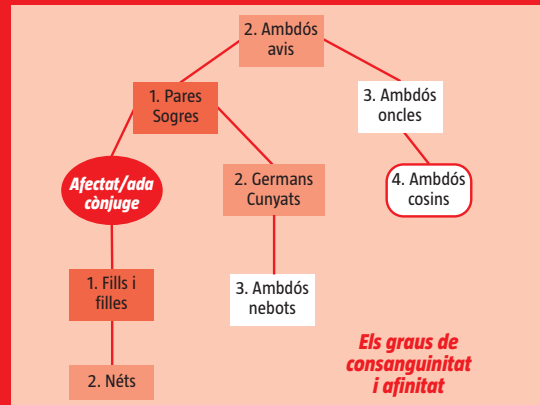 2. Ambdós
avis
1. Pares
Sogres
3. Ambdós
oncles
Afectat/ada
cònjuge
2. Germans
Cunyats
4. Ambdós
cosins
1. Fills i
filles
3. Ambdós
nebots
2. Néts
Els graus de
consanguinitat
i afinitat